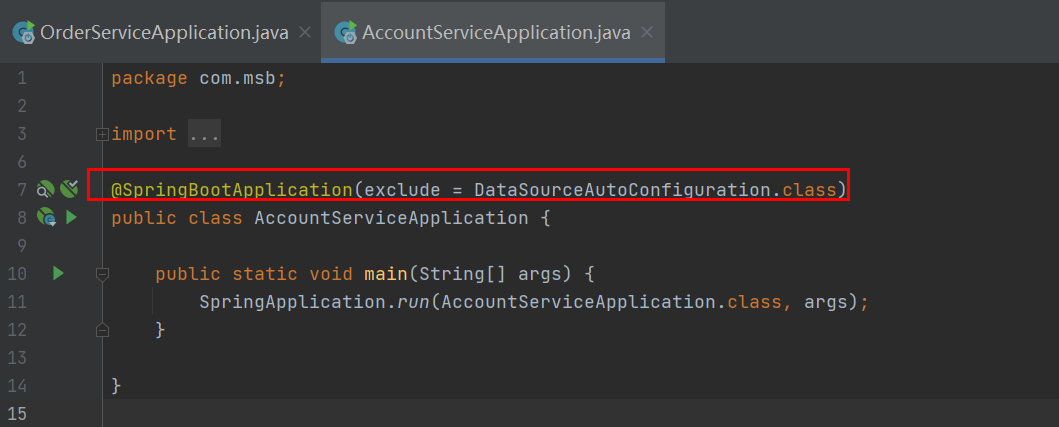 OrderServiceApplication.java × AccountServiceApplication.java ×
1 package com.msb;
2
3 import ...
6
7 @SpringBootApplication(exclude = DataSourceAutoConfiguration.class)
8 public class AccountServiceApplication {
9
10 public static void main(String[] args) {
11 SpringApplication.run(AccountServiceApplication.class, args);
12 }
13
14 }
15